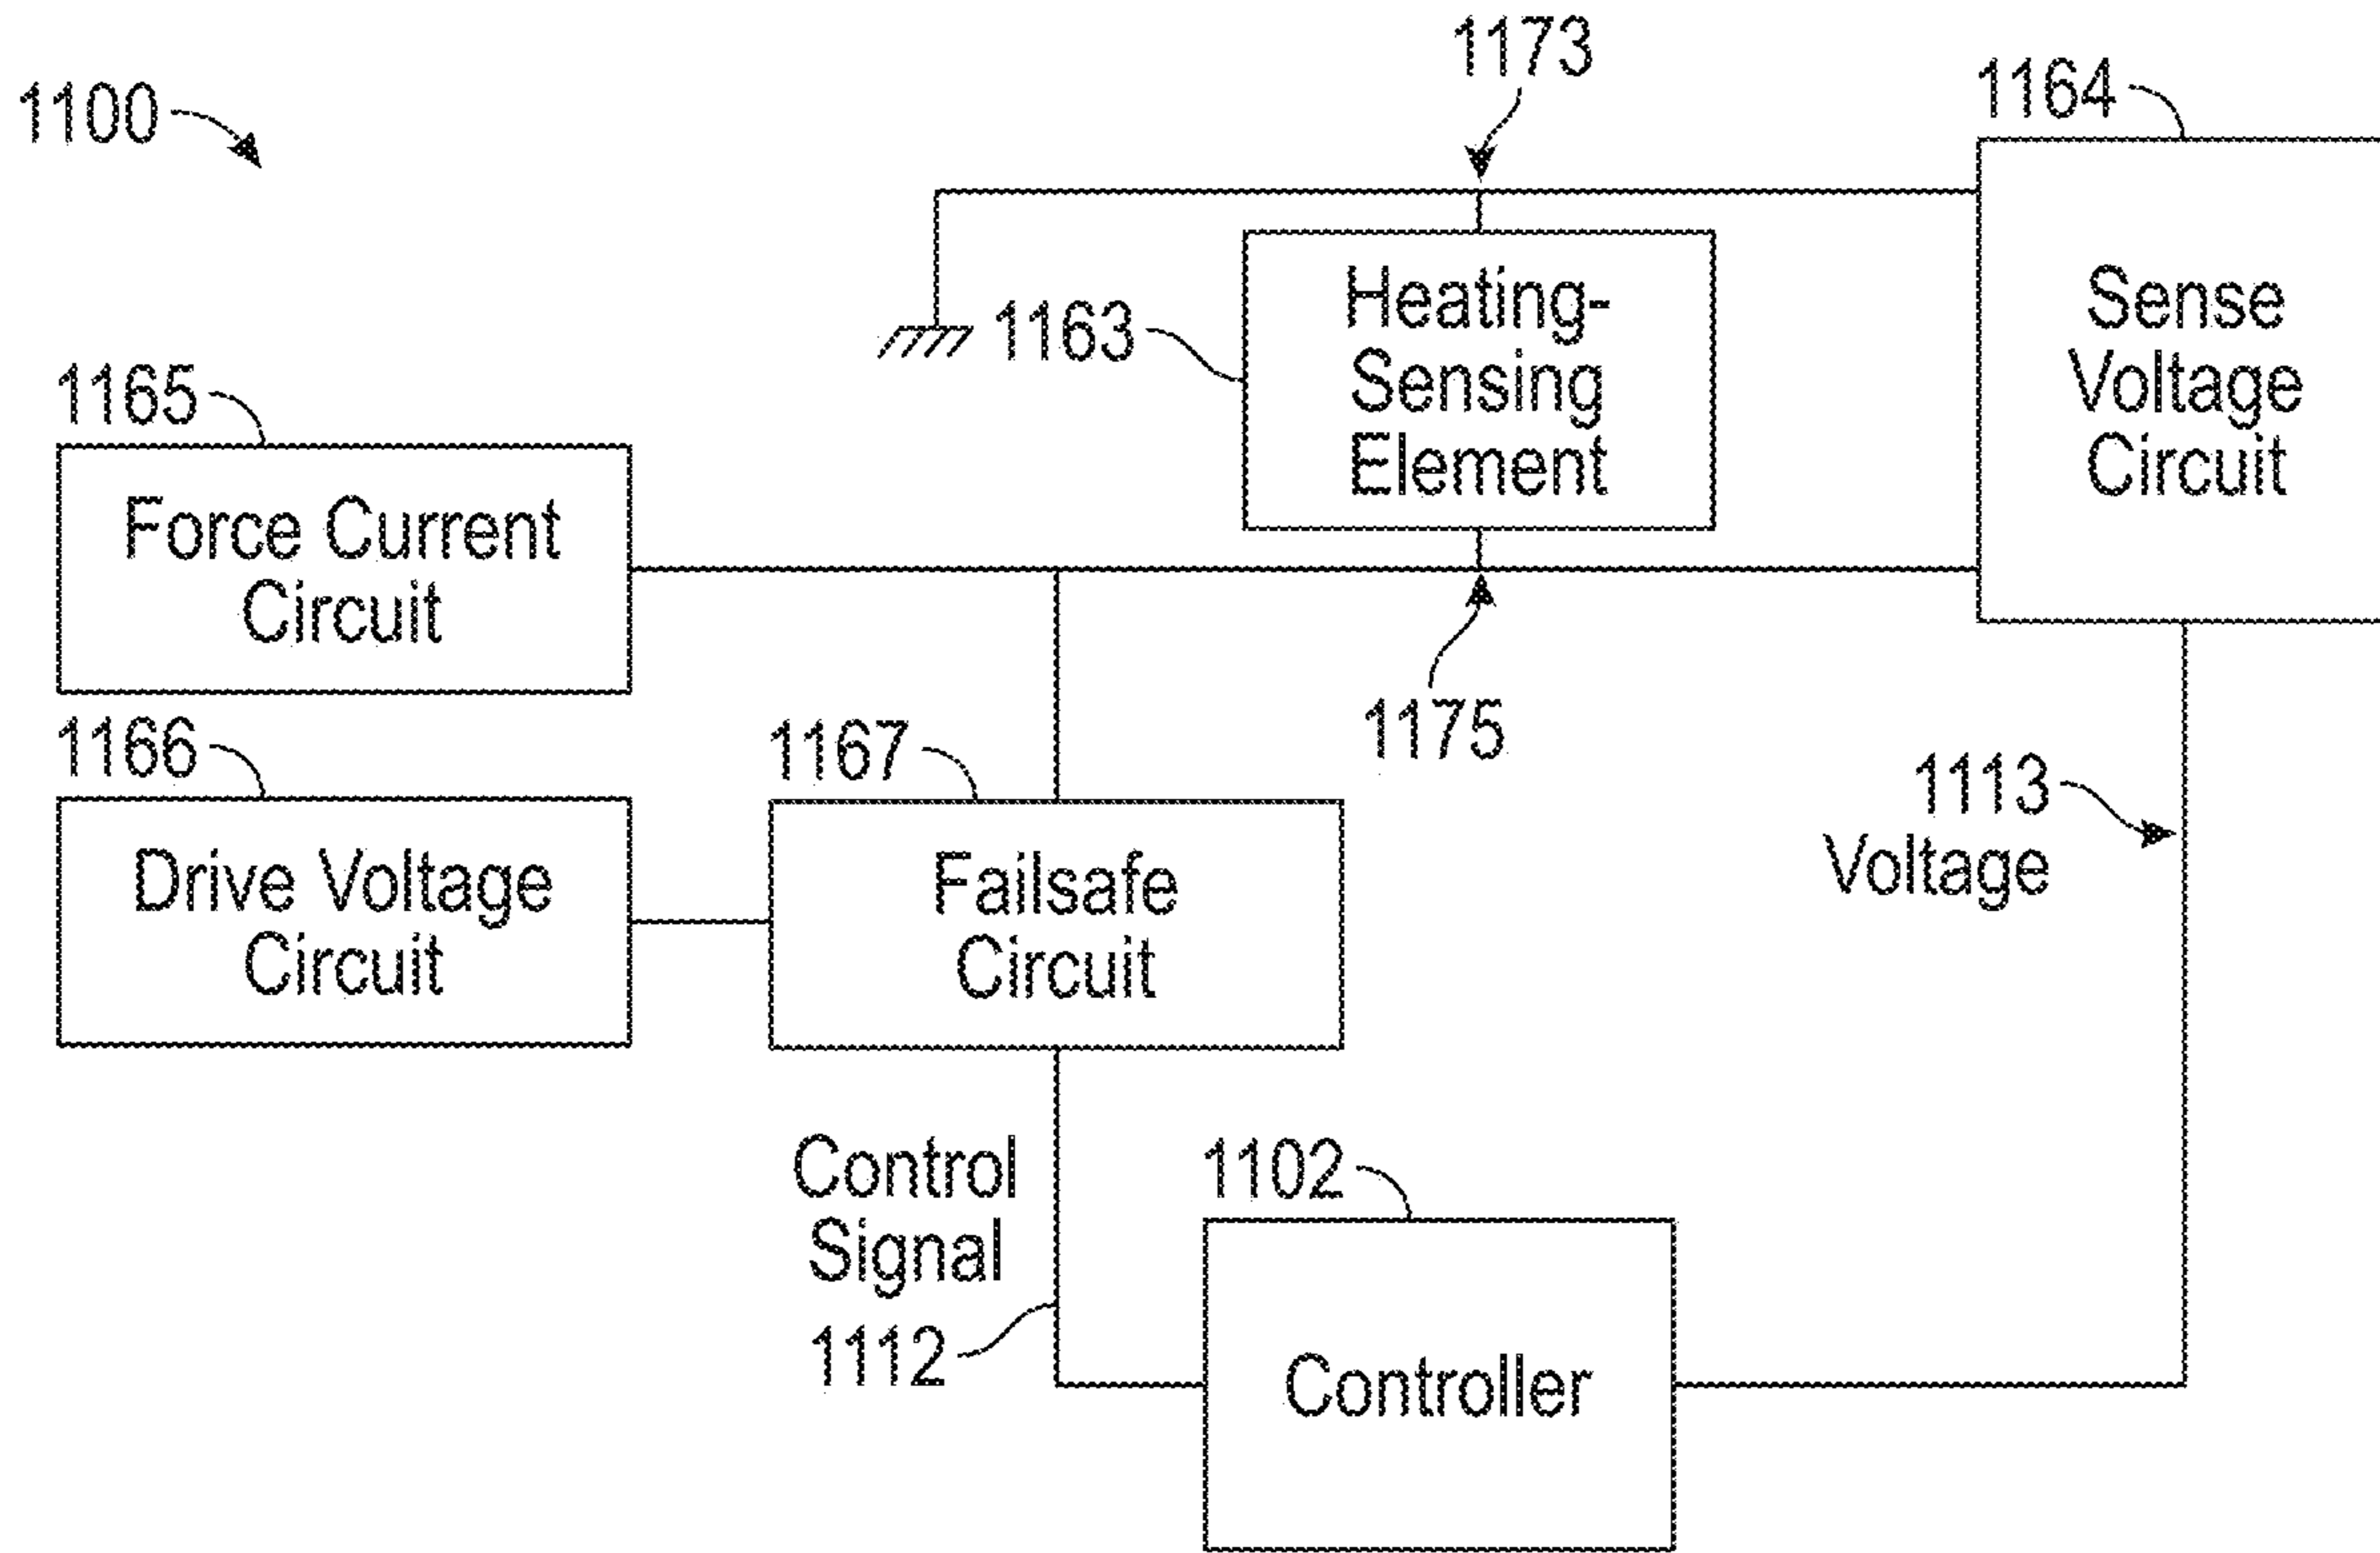 1173
1164
1100
1163
Heating-
Sensing
Element
Sense
Voltage
Circuit
1165
Force Current
Circuit
1175
1166
1167
1113
Voltage
Drive Voltage
Circuit
Failsafe
Circuit
Control
Signal
1112
1102
Controller